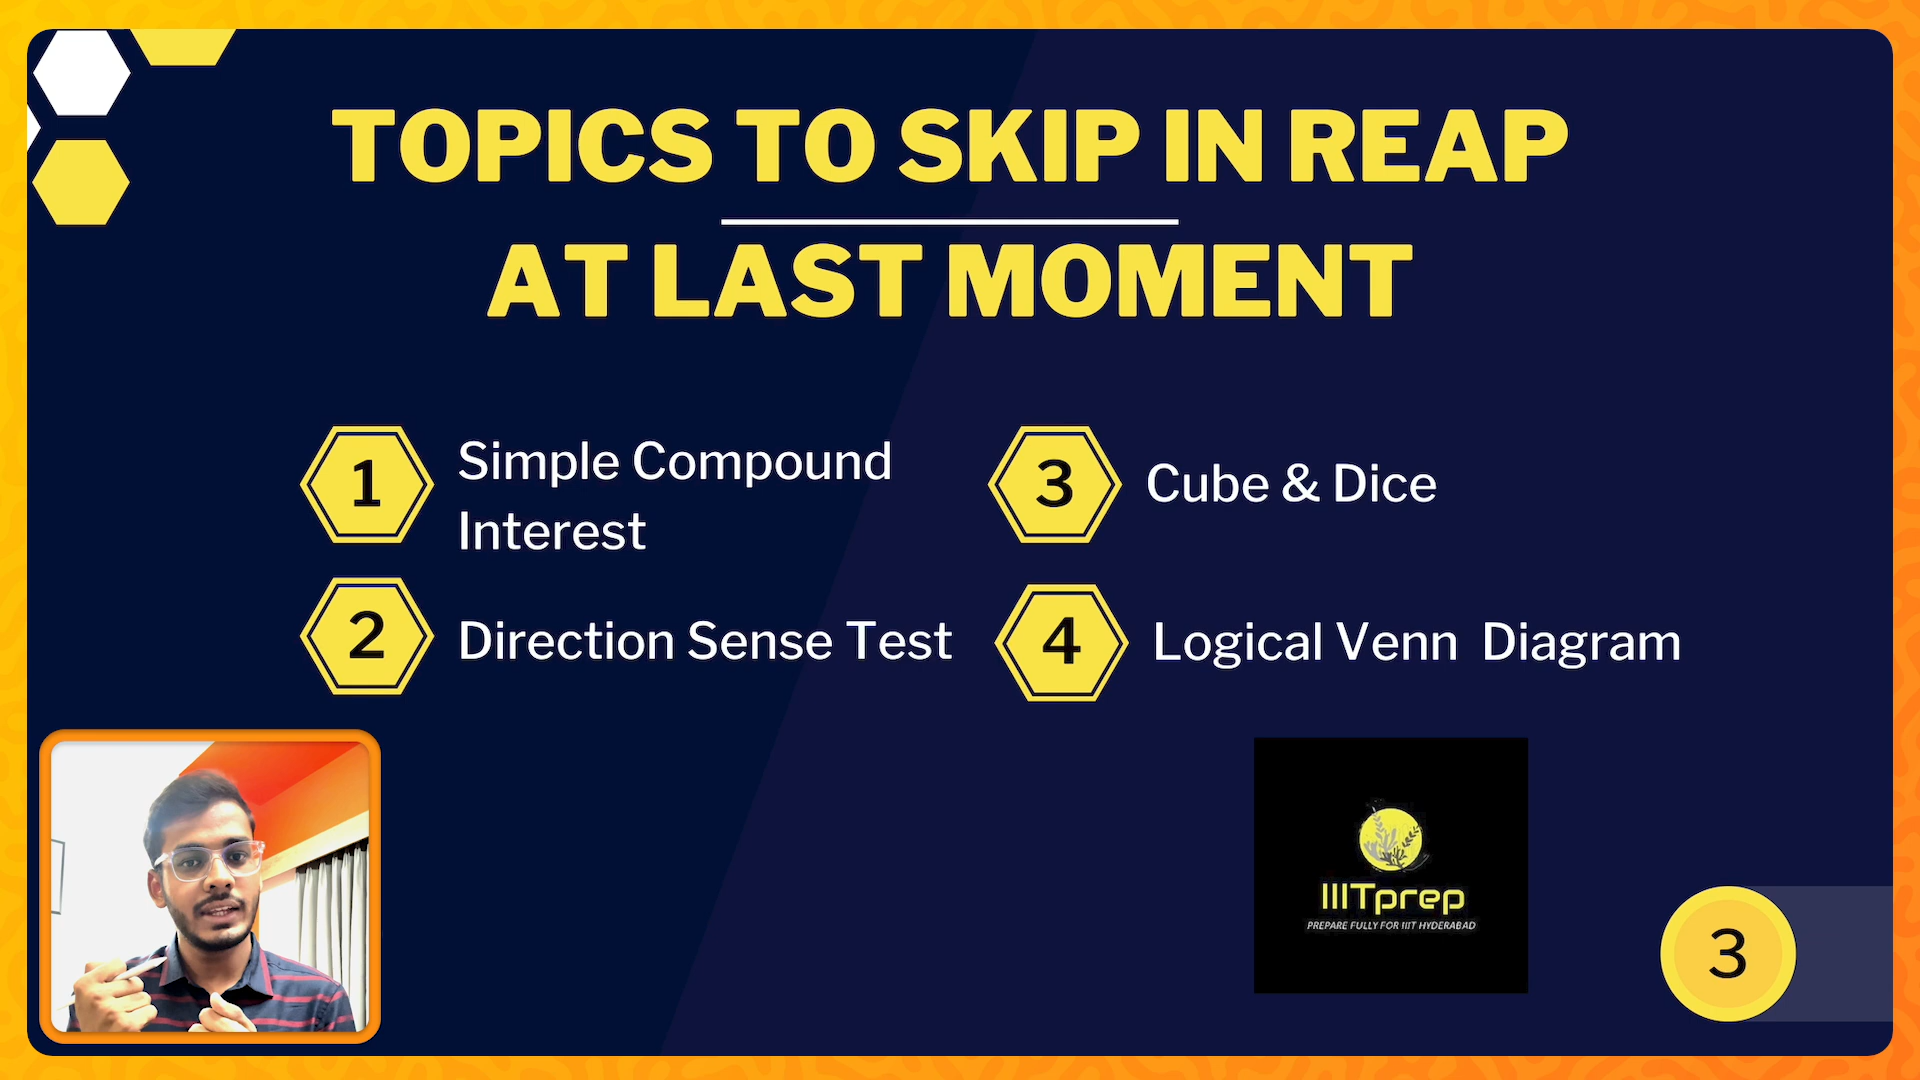 TOPICS TO SKIP IN REAP
AT LAST MOMENT
1
Simple Compound
Interest
2
Direction Sense Test
3
Cube & Dice
4
Logical Venn Diagram
IIITprep
PREPARE FULLY FOR IIIT HYDERABAD
3